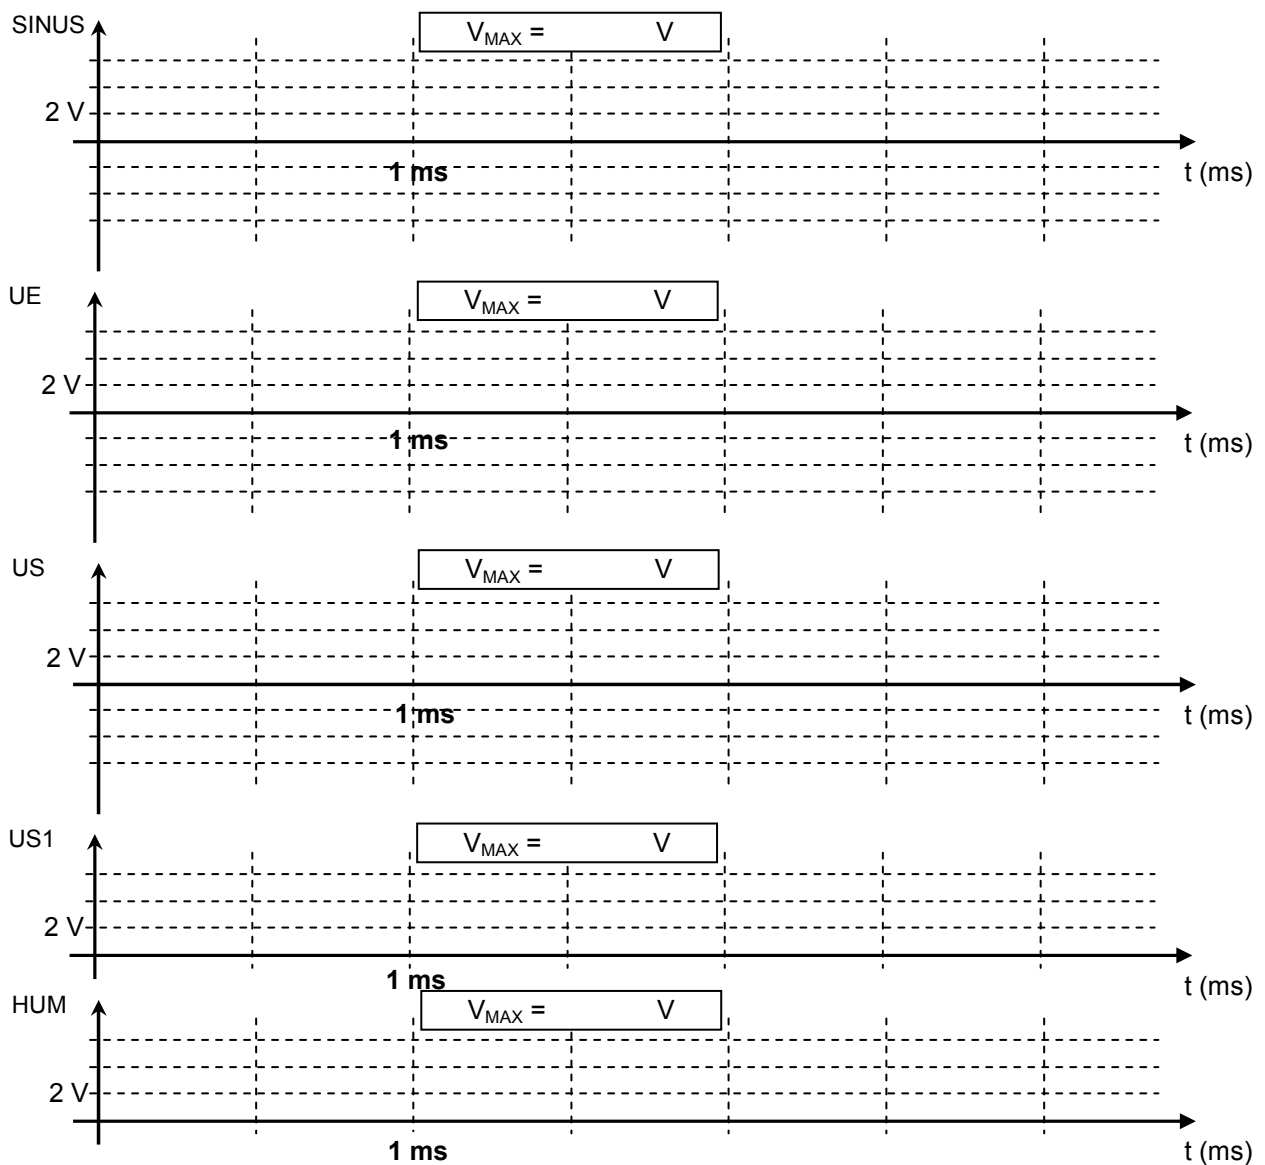 SINUS
V_MAX = V
2 V
1 ms
t (ms)
UE
V_MAX = V
2 V
1 ms
t (ms)
US
V_MAX = V
2 V
1 ms
t (ms)
US1
V_MAX = V
2 V
1 ms
t (ms)
HUM
V_MAX = V
2 V
1 ms
t (ms)